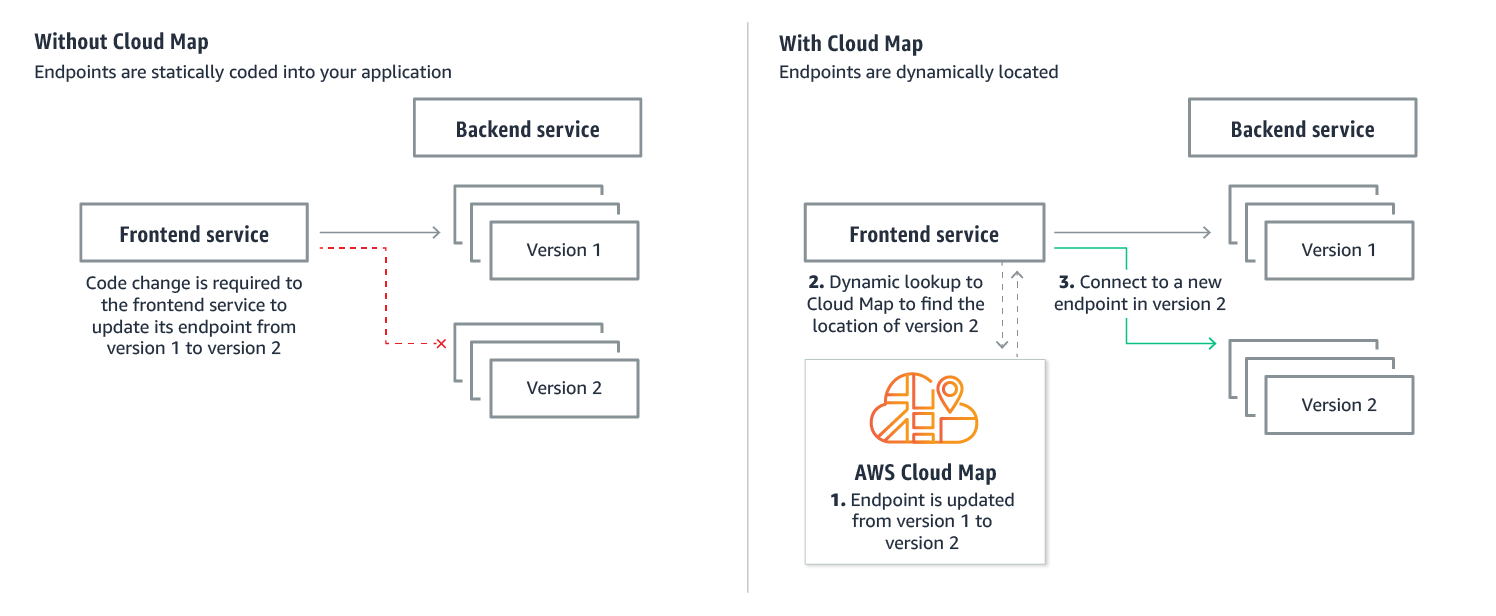 Without Cloud Map
Endpoints are statically coded into your application
Backend service
Frontend service
Version 1
Code change is required to
the frontend service to
update its endpoint from
version 1 to version 2
Version 2
With Cloud Map
Endpoints are dynamically located
Backend service
Frontend service
Version 1
2. Dynamic lookup to
Cloud Map to find the
location of version 2
3. Connect to a new
endpoint in version 2
Version 2
AWS Cloud Map
1. Endpoint is updated
from version 1 to
version 2